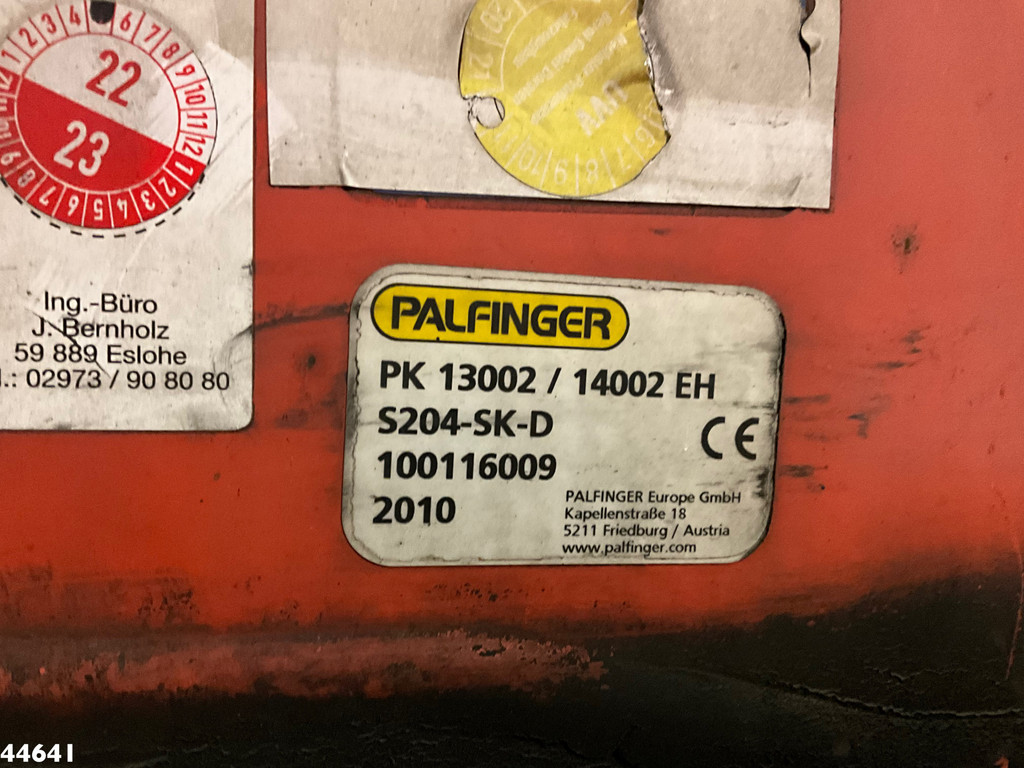 22
23
Ing.-Büro
J. Bernholz
59 889 Eslohe
.: 02973 / 90 80 80
PALFINGER
PK 13002 / 14002 EH
S204-SK-D
100116009
2010
CE
PALFINGER Europe GmbH
Kapellenstraße 18
5211 Friedburg / Austria
www.palfinger.com
44641